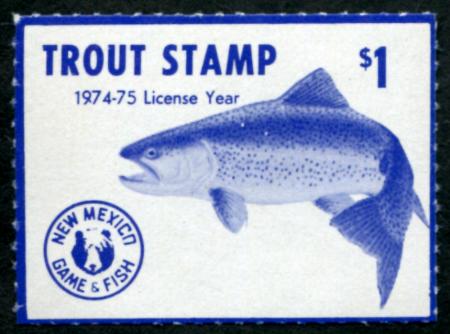 TROUT STAMP
$1
1974-75 License Year
NEW MEXICO
GAME & FISH